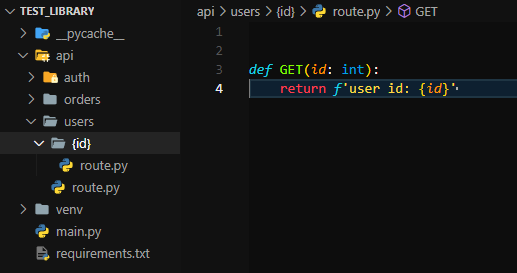 TEST_LIBRARY
__pycache__
api
auth
orders
users
{id}
route.py
route.py
venv
main.py
requirements.txt
api > users > {id} > route.py > GET
1
2
3 def GET(id: int):
4 return f'user id: {id}'